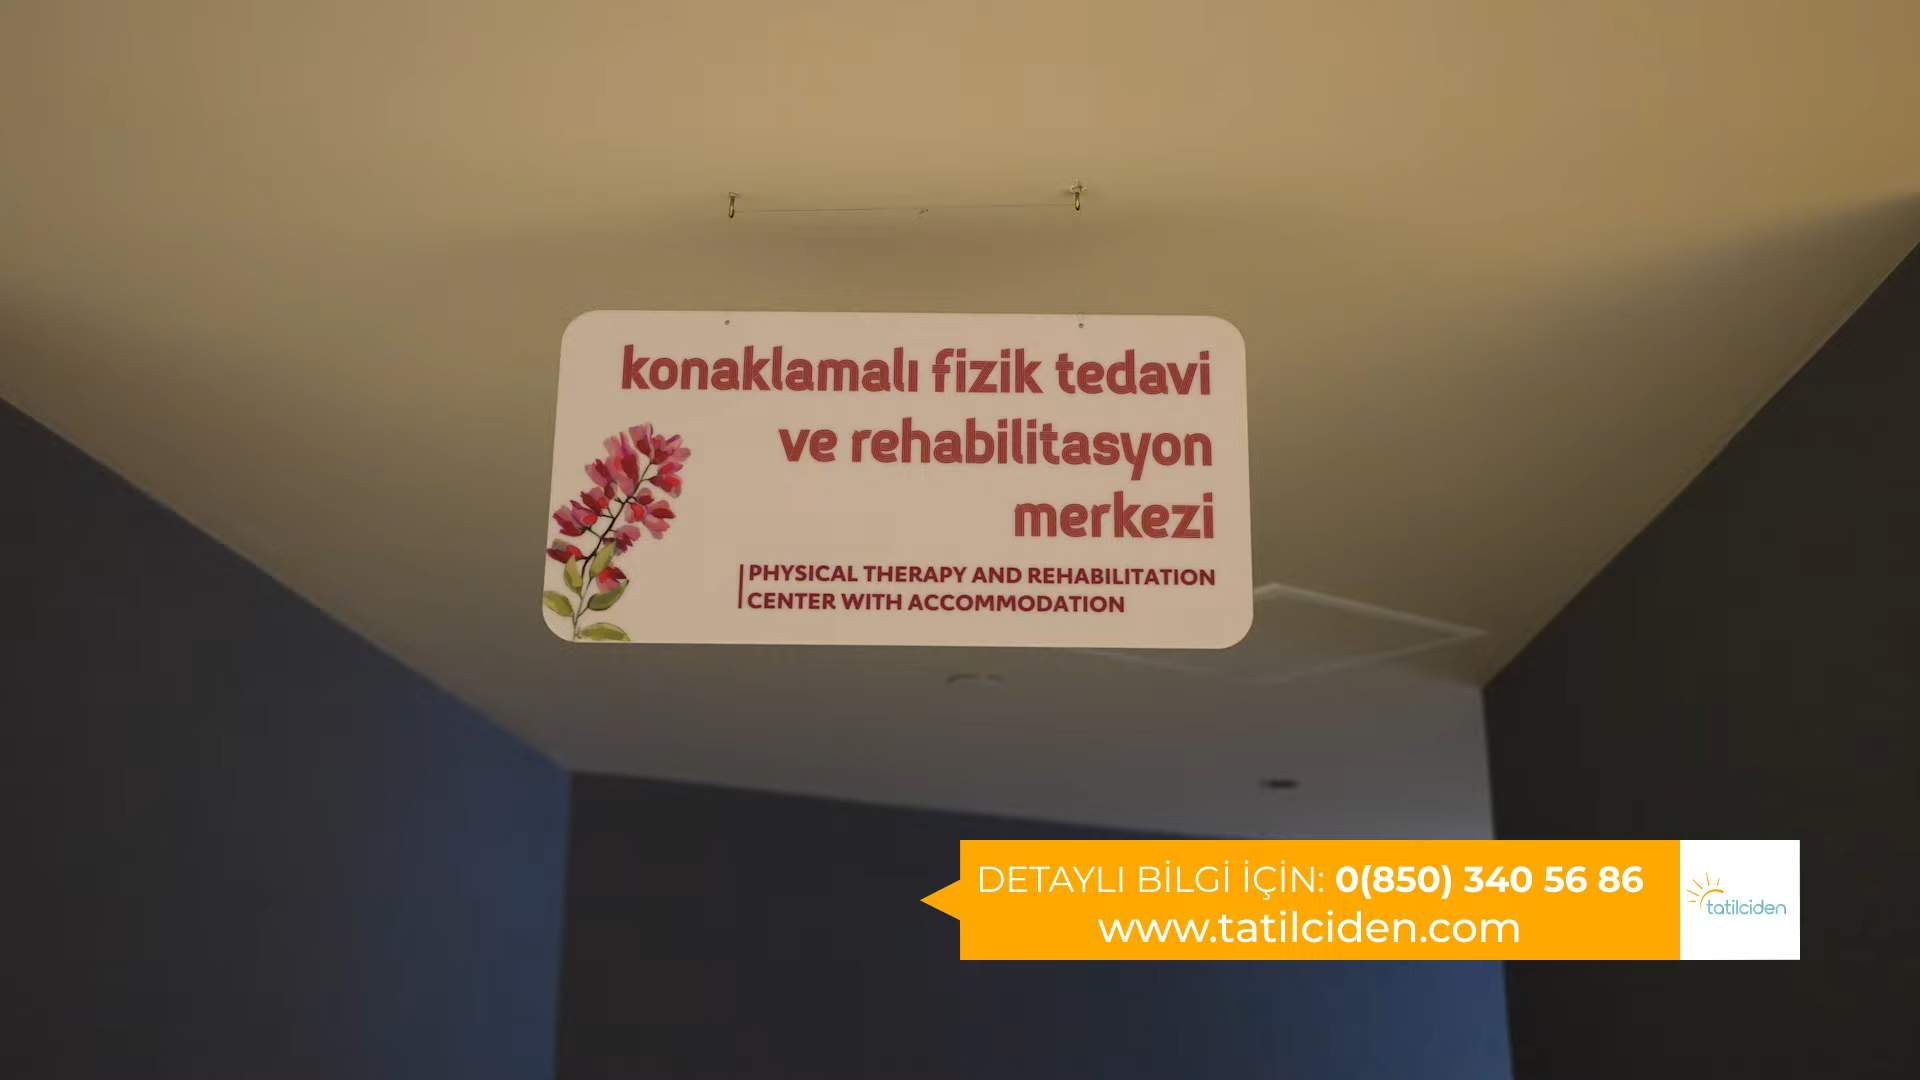 konaklamalı fizik tedavi
ve rehabilitasyon
merkezi
PHYSICAL THERAPY AND REHABILITATION
CENTER WITH ACCOMMODATION
DETAYLI BİLGİ İÇİN: 0(850) 340 56 86
www.tatilciden.com
tatilciden